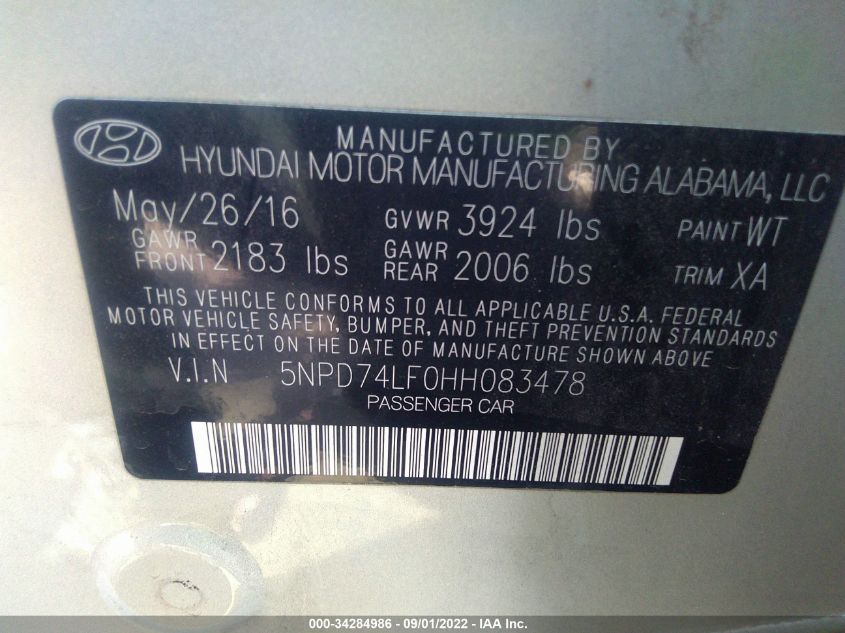 MANUFACTURED BY
HYUNDAI MOTOR MANUFACTURING ALABAMA, LLC
May/26/16 GVWR 3924 lbs PAINT WT
GAWR FRONT 2183 lbs GAWR REAR 2006 lbs TRIM XA
THIS VEHICLE CONFORMS TO ALL APPLICABLE U.S.A. FEDERAL
MOTOR VEHICLE SAFETY, BUMPER, AND THEFT PREVENTION STANDARDS
IN EFFECT ON THE DATE OF MANUFACTURE SHOWN ABOVE.
V.I.N 5NPD74LF0HH083478
PASSENGER CAR
000-34284986 - 09/01/2022 - IAA Inc.